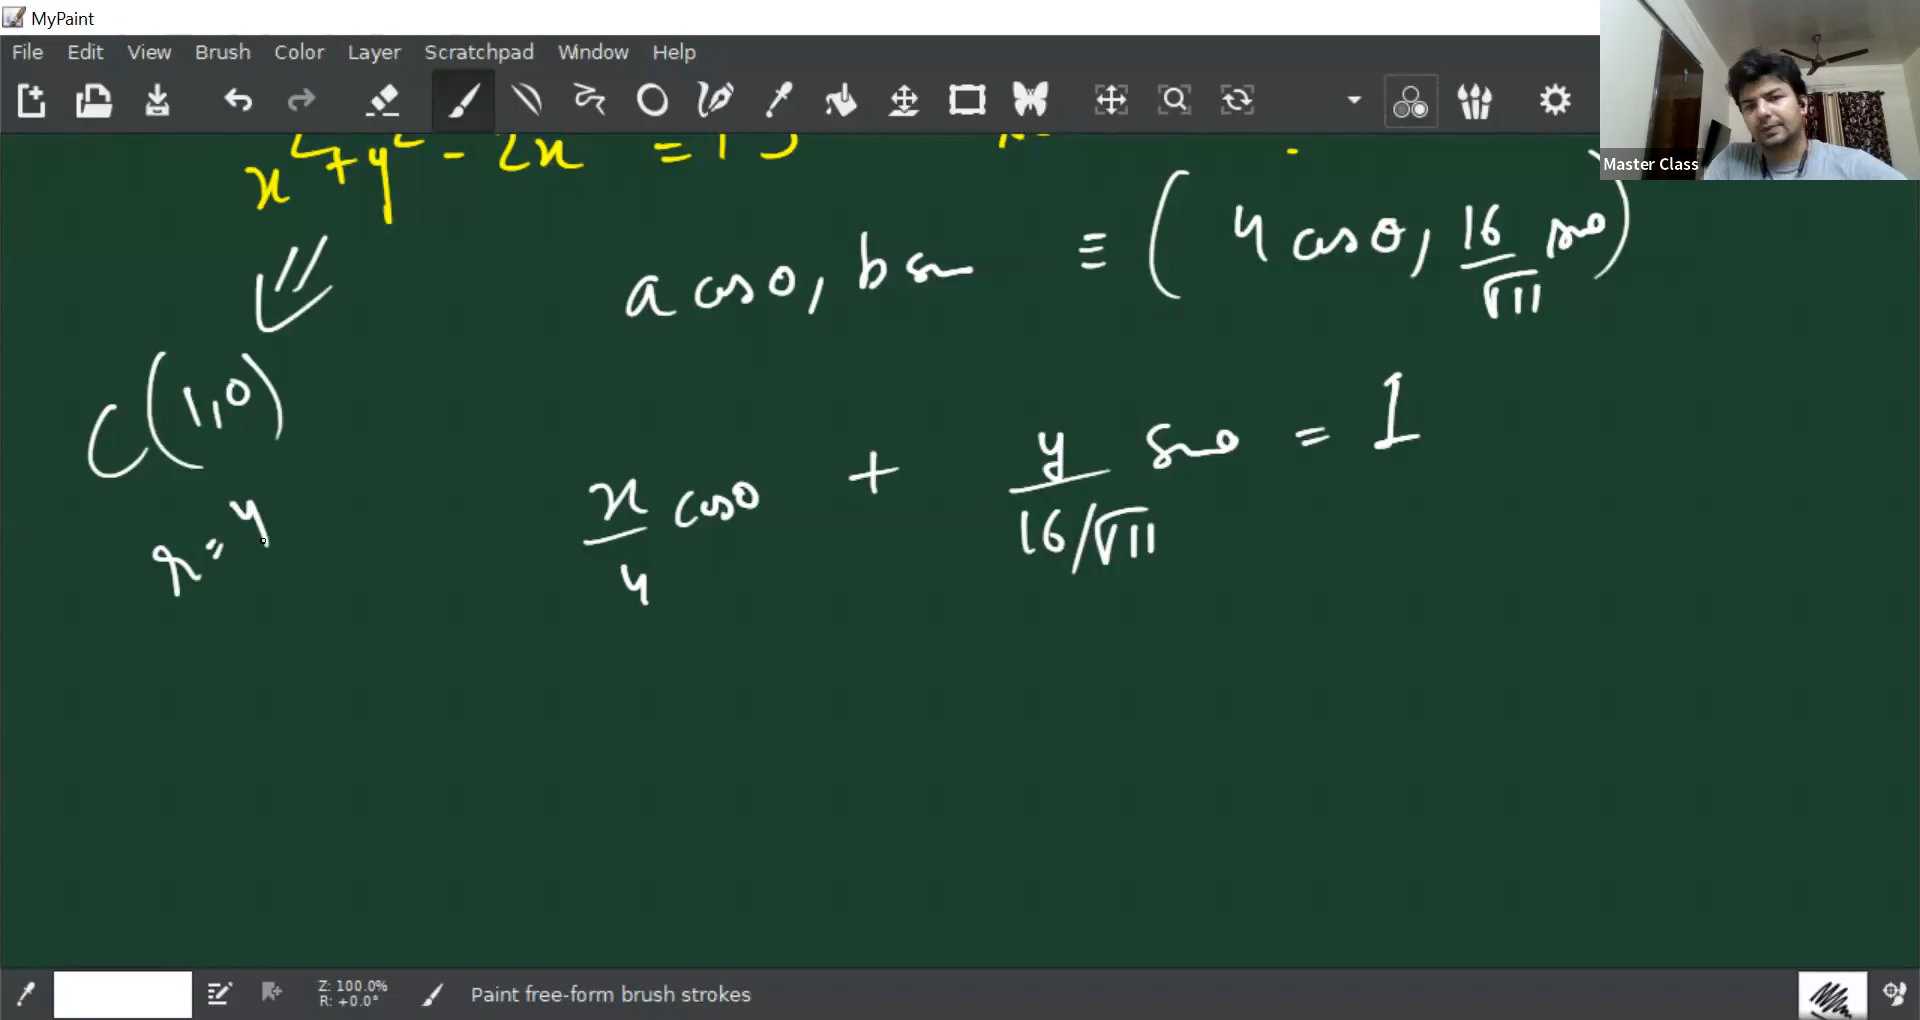 MyPaint
File Edit View Brush Color Layer Scratchpad Window Help
Master Class
x² + y² - 2x = 15
a cosθ, b sin ≡ (4 cosθ, 16/√11 sinθ)
C(1,0)
x/4 cosθ + y/(16/√11) sinθ = 1
r = 4
Z: 100.0%
R: +0.0°
Paint free-form brush strokes